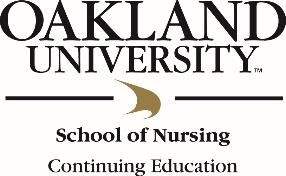 OAKLAND
UNIVERSITY™
School of Nursing
Continuing Education